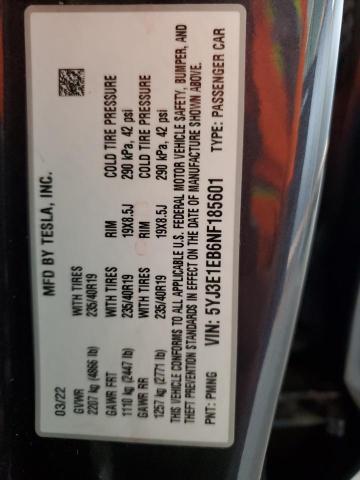 MFD BY TESLA, INC.
03/22
GVWR WITH TIRES RIM COLD TIRE PRESSURE
2207 kg (4866 lb) 235/40R19 19X8.5J 290 kPa, 42 psi
GAWR FRT WITH TIRES RIM COLD TIRE PRESSURE
1110 kg (2447 lb) 235/40R19 19X8.5J 290 kPa, 42 psi
GAWR RR
1257 kg (2771 lb)
THIS VEHICLE CONFORMS TO ALL APPLICABLE U.S. FEDERAL MOTOR VEHICLE SAFETY, BUMPER, AND
THEFT PREVENTION STANDARDS IN EFFECT ON THE DATE OF MANUFACTURE SHOWN ABOVE.
VIN: 5YJ3E1EB6NF185601
PNT: PMNG TYPE: PASSENGER CAR